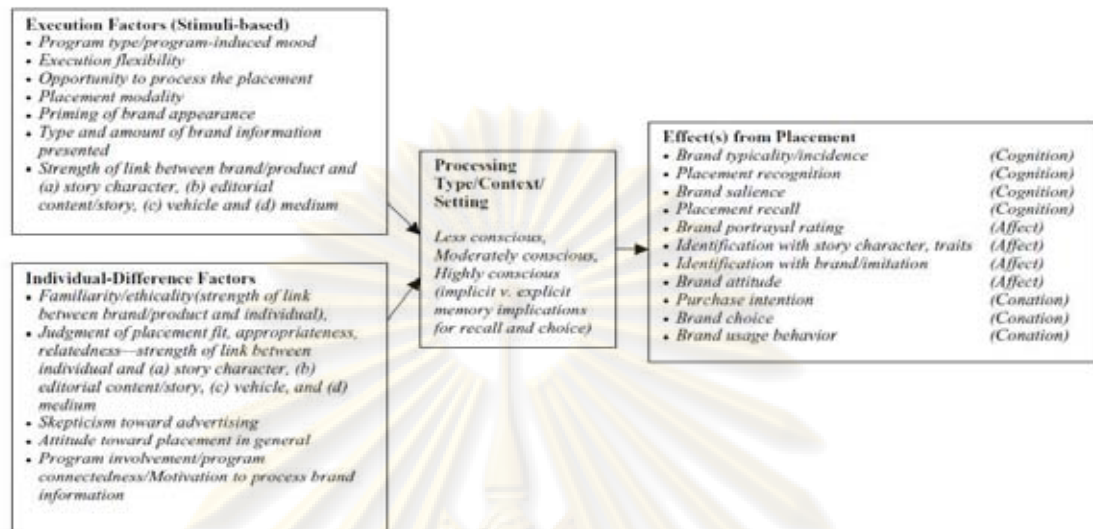 Execution Factors (Stimuli-based)
• Program type/program-induced mood
• Execution flexibility
• Opportunity to process the placement
• Placement modality
• Priming of brand appearance
• Type and amount of brand information
presented
• Strength of link between brand/product and
(a) story character, (b) editorial
content/story, (c) vehicle and (d) medium
Individual-Difference Factors
• Familiarity/ethicality(strength of link
between brand/product and individual),
• Judgment of placement fit, appropriateness,
relatedness—strength of link between
individual and (a) story character, (b)
editorial content/story, (c) vehicle, and (d)
medium
• Skepticism toward advertising
• Attitude toward placement in general
• Program involvement/program
connectedness/Motivation to process brand
information
Processing
Type/Context/
Setting
Less conscious,
Moderately conscious,
Highly conscious
(implicit v. explicit
memory implications
for recall and choice)
Effect(s) from Placement
• Brand typicality/incidence (Cognition)
• Placement recognition (Cognition)
• Brand salience (Cognition)
• Placement recall (Cognition)
• Brand portrayal rating (Affect)
• Identification with story character, traits (Affect)
• Identification with brand/imitation (Affect)
• Brand attitude (Affect)
• Purchase intention (Conation)
• Brand choice (Conation)
• Brand usage behavior (Conation)